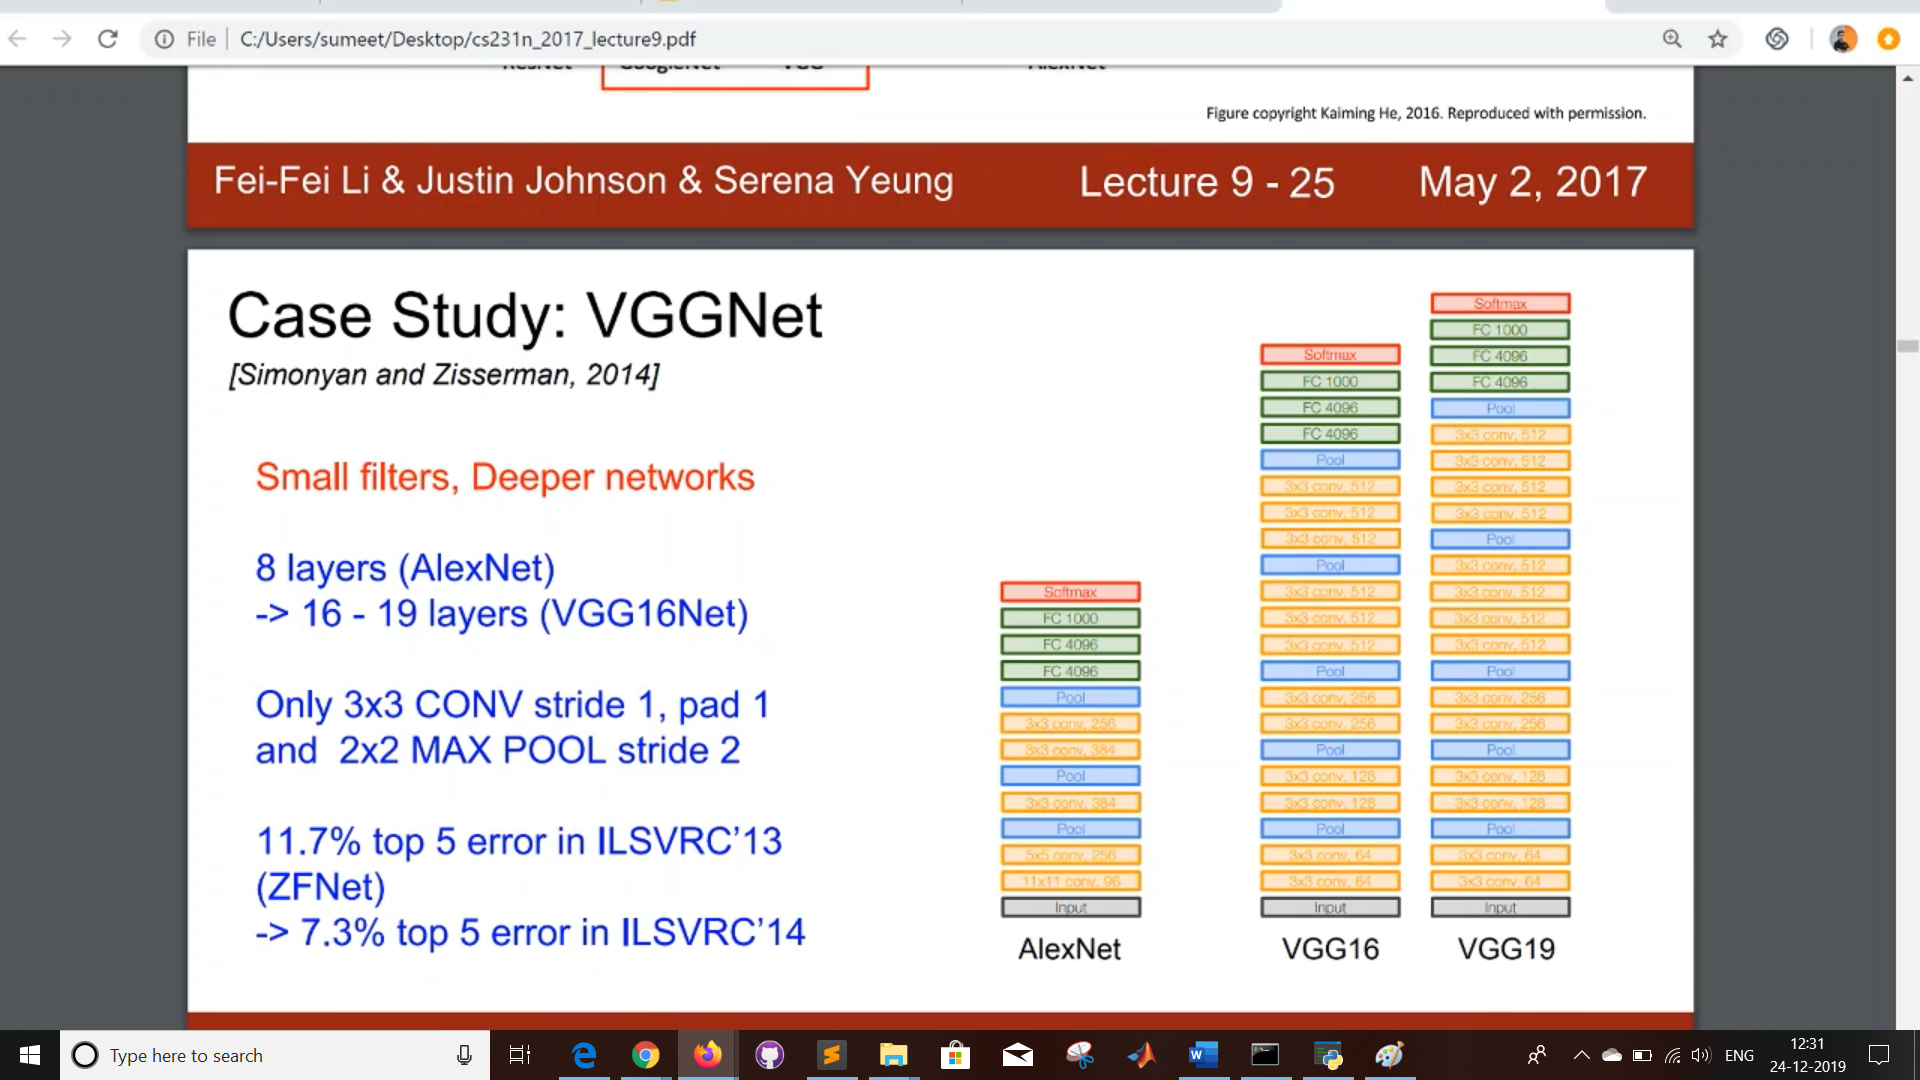 File
C:/Users/sumeet/Desktop/cs231n_2017_lecture9.pdf
Figure copyright Kaiming He, 2016. Reproduced with permission.
Fei-Fei Li & Justin Johnson & Serena Yeung
Lecture 9 - 25
May 2, 2017
Case Study: VGGNet
[Simonyan and Zisserman, 2014]
Small filters, Deeper networks
8 layers (AlexNet)
-> 16 - 19 layers (VGG16Net)
Only 3x3 CONV stride 1, pad 1
and 2x2 MAX POOL stride 2
11.7% top 5 error in ILSVRC'13
(ZFNet)
-> 7.3% top 5 error in ILSVRC'14
Softmax
FC 1000
FC 4096
FC 4096
Pool
3x3 conv, 256
3x3 conv, 384
Pool
3x3 conv, 384
Pool
5x5 conv, 256
11x11 conv, 96
Input
AlexNet
Softmax
FC 1000
FC 4096
FC 4096
Pool
3x3 conv, 512
3x3 conv, 512
3x3 conv, 512
Pool
3x3 conv, 512
3x3 conv, 512
3x3 conv, 512
Pool
3x3 conv, 256
3x3 conv, 256
Pool
3x3 conv, 128
3x3 conv, 128
Pool
3x3 conv, 64
3x3 conv, 64
Input
VGG16
Softmax
FC 1000
FC 4096
FC 4096
Pool
3x3 conv, 512
3x3 conv, 512
3x3 conv, 512
3x3 conv, 512
Pool
3x3 conv, 512
3x3 conv, 512
3x3 conv, 512
3x3 conv, 512
Pool
3x3 conv, 256
3x3 conv, 256
Pool
3x3 conv, 128
3x3 conv, 128
Pool
3x3 conv, 64
3x3 conv, 64
Input
VGG19
Type here to search
ENG
12:31
24-12-2019